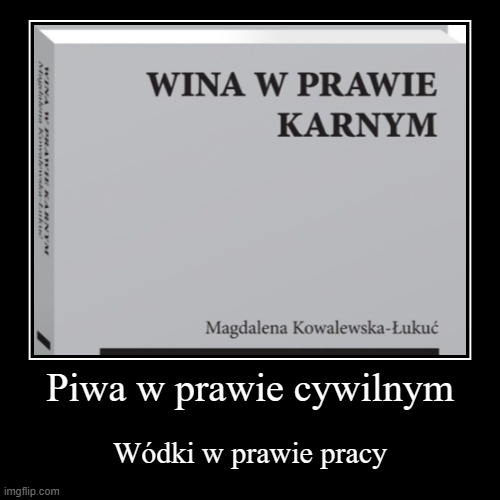 WINA W PRAWIE
KARNYM
WINA W PRAWIE KARNYM
Magdalena Kowalewska-Łukuć
Magdalena Kowalewska-Łukuć
Piwa w prawie cywilnym
Wódki w prawie pracy
imgflip.com